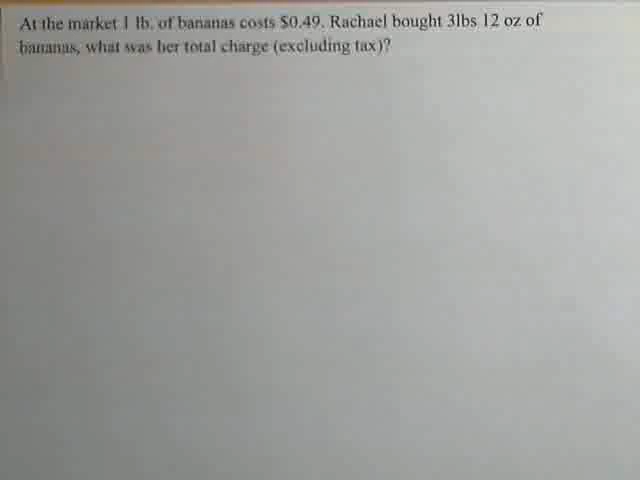 At the market 1 lb. of bananas costs $0.49. Rachael bought 3lbs 12 oz of
bananas, what was her total charge (excluding tax)?